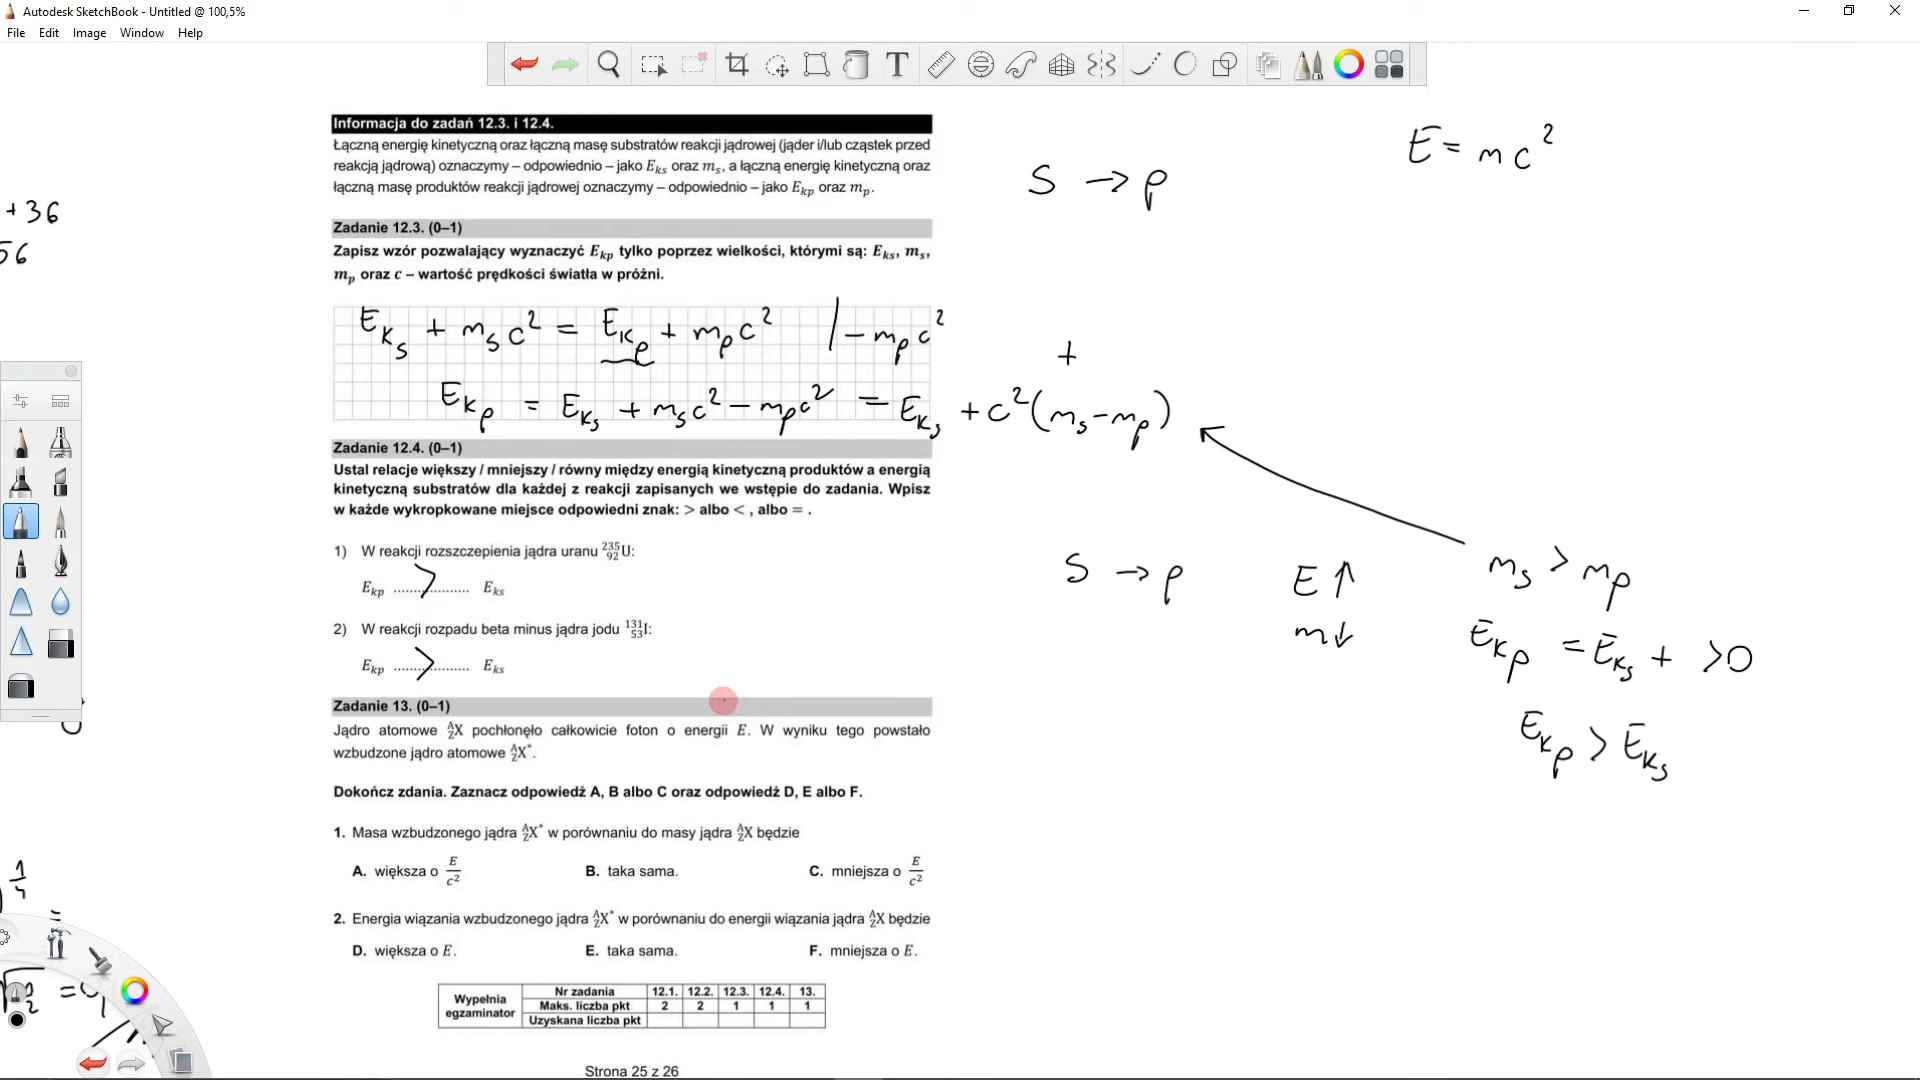 Autodesk SketchBook - Untitled @ 100,5%
File Edit Image Window Help
Informacja do zadań 12.3. i 12.4.
Łączną energię kinetyczną oraz łączną masę substratów reakcji jądrowej (jąder i/lub cząstek przed
reakcją jądrową) oznaczymy – odpowiednio – jako Eₖₛ oraz mₛ, a łączną energię kinetyczną oraz
łączną masę produktów reakcji jądrowej oznaczymy – odpowiednio – jako Eₖₚ oraz mₚ.
Zadanie 12.3. (0–1)
Zapisz wzór pozwalający wyznaczyć Eₖₚ tylko poprzez wielkości, którymi są: Eₖₛ, mₛ,
mₚ oraz c – wartość prędkości światła w próżni.
Eₖₛ + mₛc² = Eₖₚ + mₚc² | − mₚc²
Eₖₚ = Eₖₛ + mₛc² − mₚc² = Eₖₛ + c²(mₛ − mₚ)
+
Zadanie 12.4. (0–1)
Ustal relacje większy / mniejszy / równy między energią kinetyczną produktów a energią
kinetyczną substratów dla każdej z reakcji zapisanych we wstępie do zadania. Wpisz
w każde wykropkowane miejsce odpowiedni znak: > albo < , albo = .
1) W reakcji rozszczepienia jądra uranu ²³⁵₉₂U:
Eₖₚ ......>.......... Eₖₛ
2) W reakcji rozpadu beta minus jądra jodu ¹³¹₅₃I:
Eₖₚ ......>.......... Eₖₛ
Zadanie 13. (0–1)
Jądro atomowe ᴬ_ZX pochłonęło całkowicie foton o energii E. W wyniku tego powstało
wzbudzone jądro atomowe ᴬ_ZX*.
Dokończ zdania. Zaznacz odpowiedź A, B albo C oraz odpowiedź D, E albo F.
1. Masa wzbudzonego jądra ᴬ_ZX* w porównaniu do masy jądra ᴬ_ZX będzie
A. większa o E/c² B. taka sama. C. mniejsza o E/c²
2. Energia wiązania wzbudzonego jądra ᴬ_ZX* w porównaniu do energii wiązania jądra ᴬ_ZX będzie
D. większa o E. E. taka sama. F. mniejsza o E.
Wypełnia egzaminator
Nr zadania 12.1. 12.2. 12.3. 12.4. 13.
Maks. liczba pkt 2 2 1 1 1
Uzyskana liczba pkt
Strona 25 z 26
S → p
E = mc²
S → p E ↑
m ↓
mₛ > mₚ
Eₖₚ = Eₖₛ + >0
Eₖₚ > Eₖₛ
+36
56
1/4
=